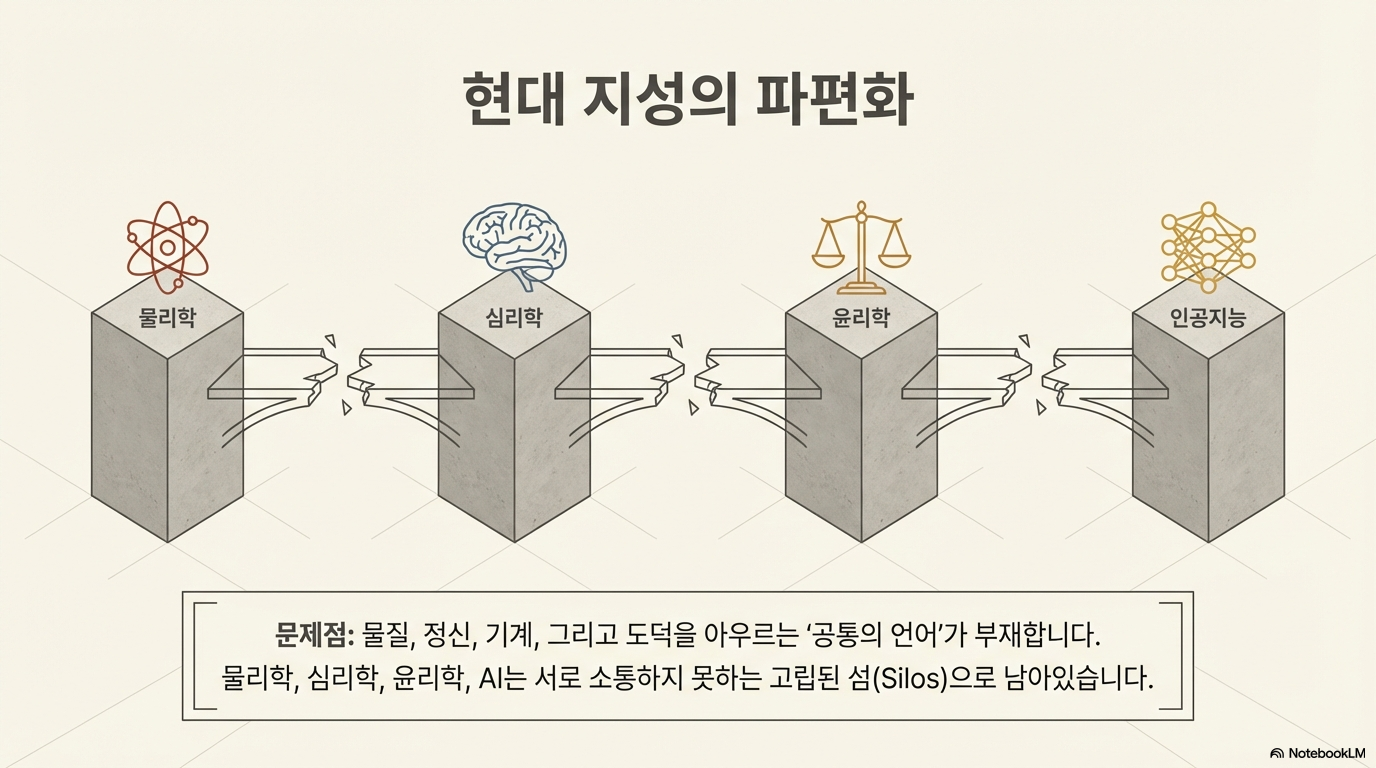 현대 지성의 파편화
물리학
심리학
윤리학
인공지능
문제점: 물질, 정신, 기계, 그리고 도덕을 아우르는 ‘공통의 언어’가 부재합니다.
물리학, 심리학, 윤리학, AI는 서로 소통하지 못하는 고립된 섬(Silos)으로 남아있습니다.
NotebookLM